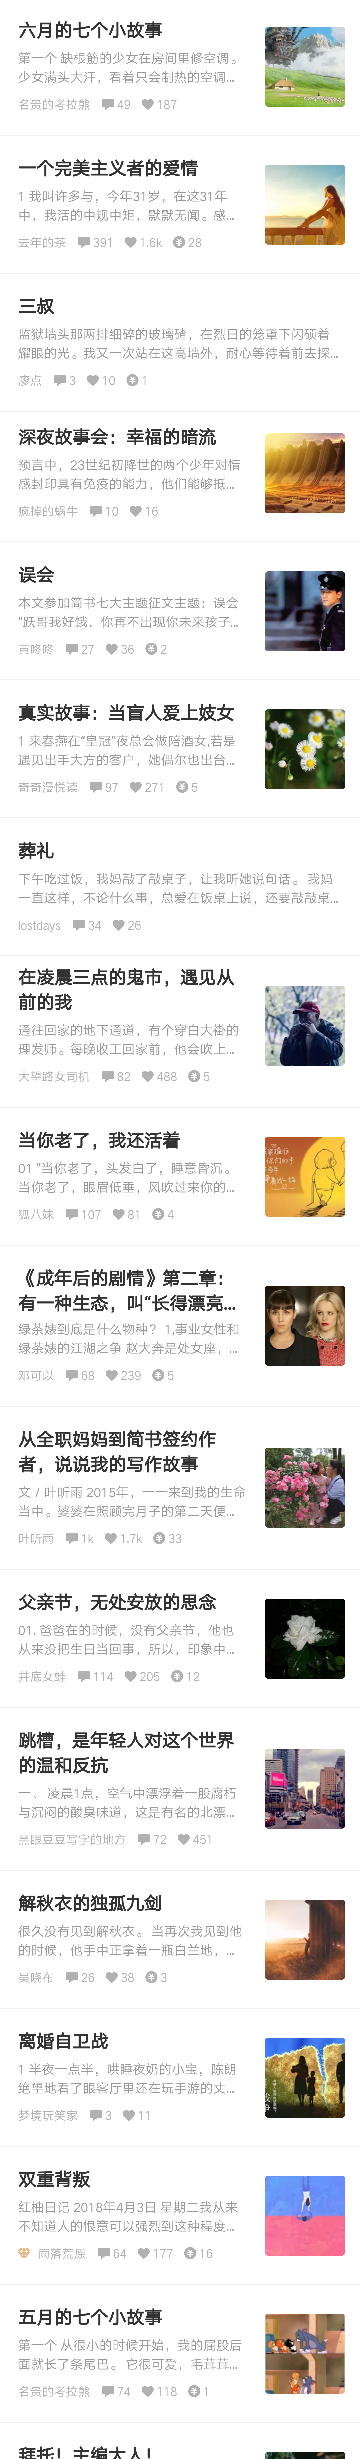 六月的七个小故事
第一个 缺根筋的少女在房间里修空调。
少女满头大汗，看着只会制热的空调...
名贵的考拉熊 49 187
一个完美主义者的爱情
1 我叫许多与，今年31岁，在这31年
中，我活的中规中矩，默默无闻。感...
去年的茶 391 1.6k 28
三叔
监狱墙头那两排细碎的玻璃碴，在烈日的笼罩下闪烁着
耀眼的光。我又一次站在这高墙外，耐心等待着前去探...
廖点 3 10 1
深夜故事会：幸福的暗流
预言中，23世纪初降世的两个少年对情
感封印具有免疫的能力，他们能够抵...
疯掉的蜗牛 10 16
误会
本文参加简书七大主题征文主题：误会
"跃哥我好饿，你再不出现你未来孩子...
寅咚咚 27 36 2
真实故事：当盲人爱上妓女
1 来春燕在“皇冠”夜总会做陪酒女,若是
遇见出手大方的客户，她偶尔也出台...
奇奇漫悦读 97 271 5
葬礼
下午吃过饭，我妈敲了敲桌子，让我听她说句话。我妈
一直这样，不论什么事，总爱在饭桌上说，还要敲敲桌...
lostdays 34 26
在凌晨三点的鬼市，遇见从
前的我
通往回家的地下通道，有个穿白大褂的
理发师。每晚收工回家前，他会吹上...
大望路女司机 82 488 5
当你老了，我还活着
01 “当你老了，头发白了，睡意昏沉。
当你老了，眼眉低垂，风吹过来你的...
狐八妹 107 81 4
《成年后的剧情》第二章：
有一种生态，叫“长得漂亮...
绿茶婊到底是什么物种？ 1,事业女性和
绿茶婊的江湖之争 赵大奔是处女座，...
邓可以 68 239 5
从全职妈妈到简书签约作
者，说说我的写作故事
文 / 叶听雨 2015年，一一来到我的生命
当中。婆婆在照顾完月子的第二天便...
叶听雨 1k 1.7k 33
父亲节，无处安放的思念
01. 爸爸在的时候，没有父亲节，他也
从来没把生日当回事，所以，印象中...
井底女蛙 114 205 12
跳槽，是年轻人对这个世界
的温和反抗
一、 凌晨1点，空气中漂浮着一股腐朽
与沉闷的酸臭味道，这是有名的北漂...
黑眼豆豆写字的地方 72 451
解秋衣的独孤九剑
很久没有见到解秋衣。 当再次我见到他
的时候，他手中正拿着一瓶白兰地，...
吴晓布 26 38 3
离婚自卫战
1 半夜一点半，哄睡夜奶的小宝，陈朗
绝望地看了眼客厅里还在玩手游的丈...
梦境玩笑家 3 11
双重背叛
红柚日记 2018年4月3日 星期二我从来
不知道人的恨意可以强烈到这种程度...
雨落荒原 64 177 16
五月的七个小故事
第一个 从很小的时候开始，我的屁股后
面就长了条尾巴。 它很可爱，毛茸茸...
名贵的考拉熊 74 118 1
拜托！主编大人！